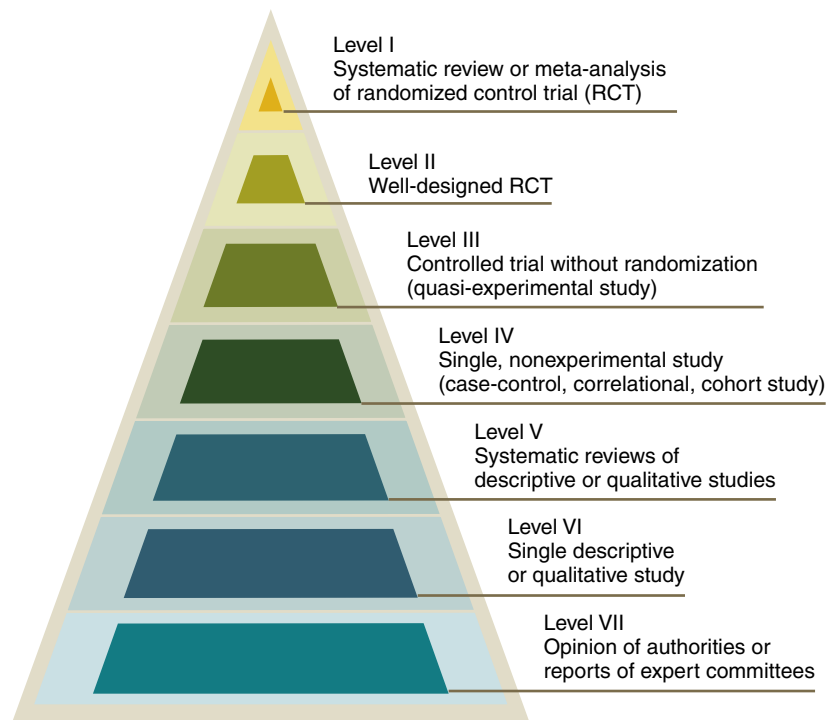 Level I
Systematic review or meta-analysis
of randomized control trial (RCT)
Level II
Well-designed RCT
Level III
Controlled trial without randomization
(quasi-experimental study)
Level IV
Single, nonexperimental study
(case-control, correlational, cohort study)
Level V
Systematic reviews of
descriptive or qualitative studies
Level VI
Single descriptive
or qualitative study
Level VII
Opinion of authorities or
reports of expert committees